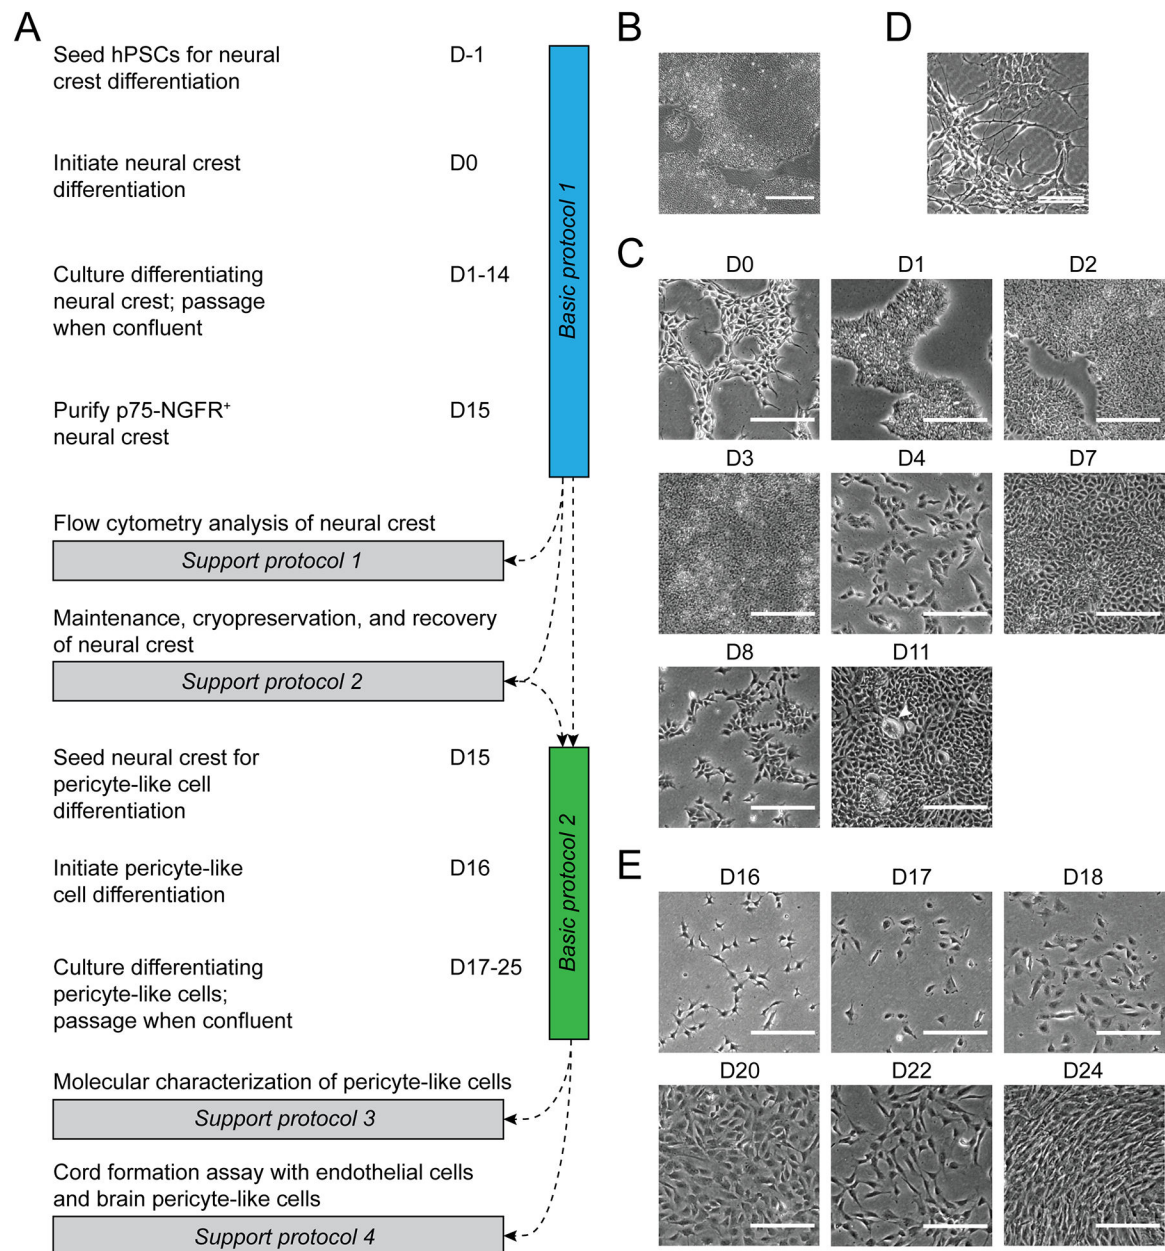 A
Seed hPSCs for neural
crest differentiation
D-1
Initiate neural crest
differentiation
D0
Culture differentiating
neural crest; passage
when confluent
D1-14
Purify p75-NGFR⁺
neural crest
D15
Basic protocol 1
Flow cytometry analysis of neural crest
Support protocol 1
Maintenance, cryopreservation, and recovery
of neural crest
Support protocol 2
Seed neural crest for
pericyte-like cell
differentiation
D15
Initiate pericyte-like
cell differentiation
D16
Culture differentiating
pericyte-like cells;
passage when confluent
D17-25
Basic protocol 2
Molecular characterization of pericyte-like cells
Support protocol 3
Cord formation assay with endothelial cells
and brain pericyte-like cells
Support protocol 4
B
D
C
D0 D1 D2
D3 D4 D7
D8 D11
E
D16 D17 D18
D20 D22 D24